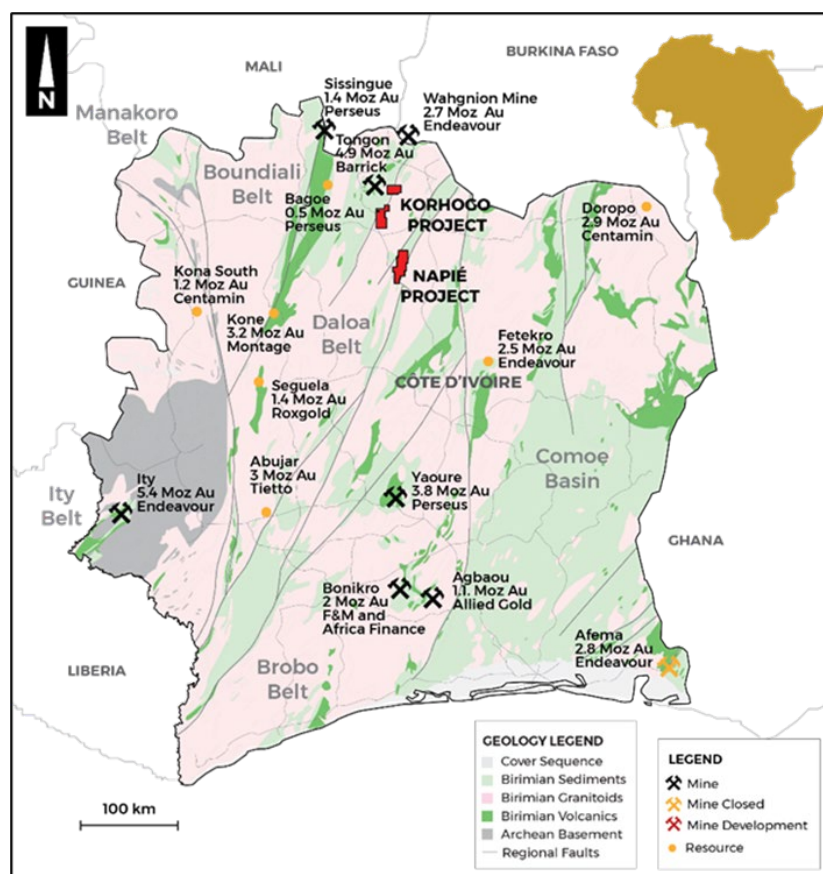 N
MALI
BURKINA FASO
Manakoro
Belt
Sissingue
1.4 Moz Au
Perseus
Wahgnion Mine
2.7 Moz Au
Endeavour
Tongon
4.9 Moz Au
Barrick
Boundiali
Belt
Bagoe
0.5 Moz Au
Perseus
KORHOGO
PROJECT
Doropo
2.9 Moz Au
Centamin
NAPIÉ
PROJECT
GUINEA
Kona South
1.2 Moz Au
Centamin
Kone
3.2 Moz Au
Montage
Daloa
Belt
Fetekro
2.5 Moz Au
Endeavour
CÔTE D'IVOIRE
Seguela
1.4 Moz Au
Roxgold
Comoe
Basin
Ity
5.4 Moz Au
Endeavour
Ity
Belt
Abujar
3 Moz Au
Tietto
Yaoure
3.8 Moz Au
Perseus
GHANA
Bonikro
2 Moz Au
F&M and
Africa Finance
Agbaou
1.1. Moz Au
Allied Gold
Afema
2.8 Moz Au
Endeavour
LIBERIA
Brobo
Belt
100 km
GEOLOGY LEGEND
Cover Sequence
Birimian Sediments
Birimian Granitoids
Birimian Volcanics
Archean Basement
Regional Faults
LEGEND
Mine
Mine Closed
Mine Development
Resource